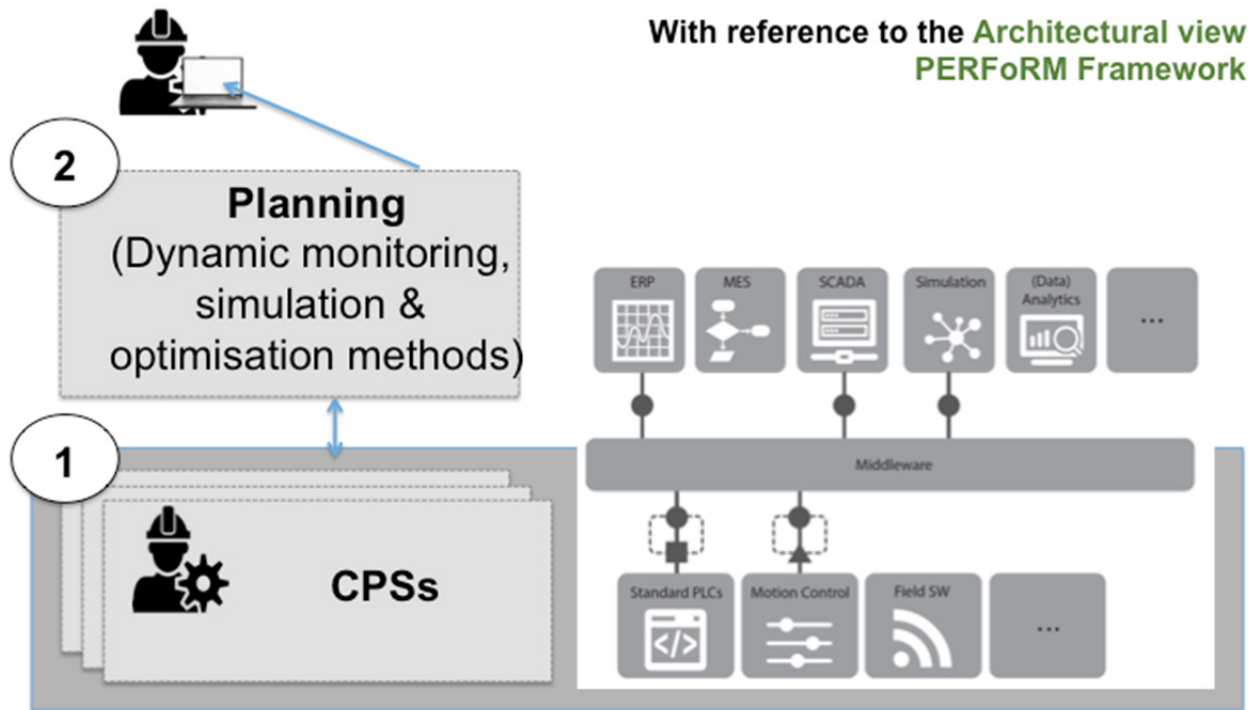 With reference to the Architectural view
PERFoRM Framework
2
Planning
(Dynamic monitoring,
simulation &
optimisation methods)
1
CPSs
ERP
MES
SCADA
Simulation
(Data)
Analytics
...
Middleware
Standard PLCs
Motion Control
Field SW
...
</>